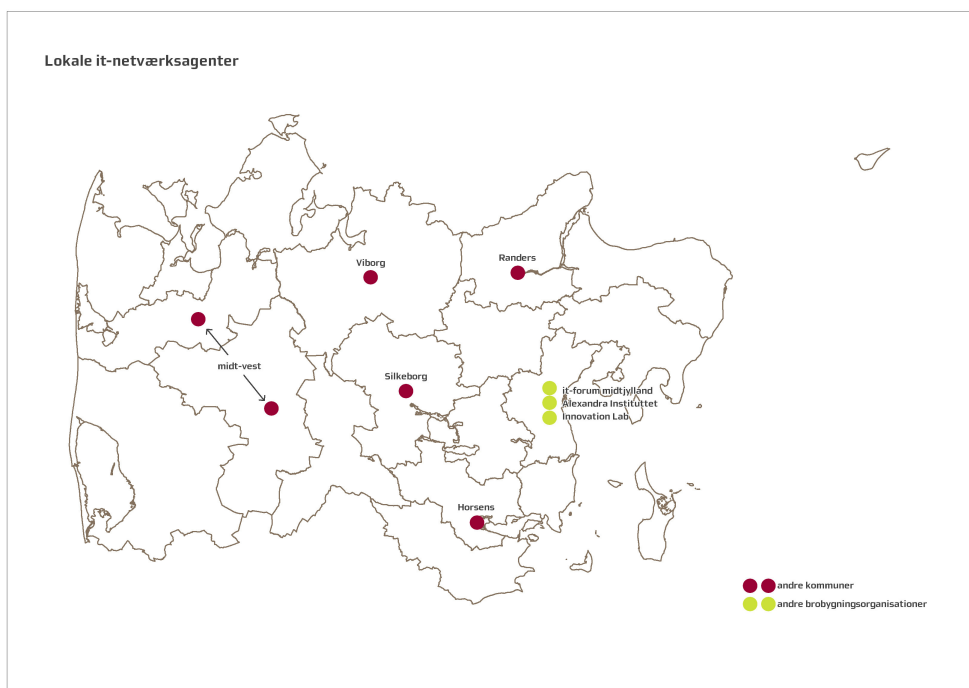 Lokale it-netværksagenter
Viborg
Randers
midt-vest
Silkeborg
it-forum midtjylland
Alexandra Instituttet
Innovation Lab
Horsens
andre kommuner
andre brobygningsorganisationer